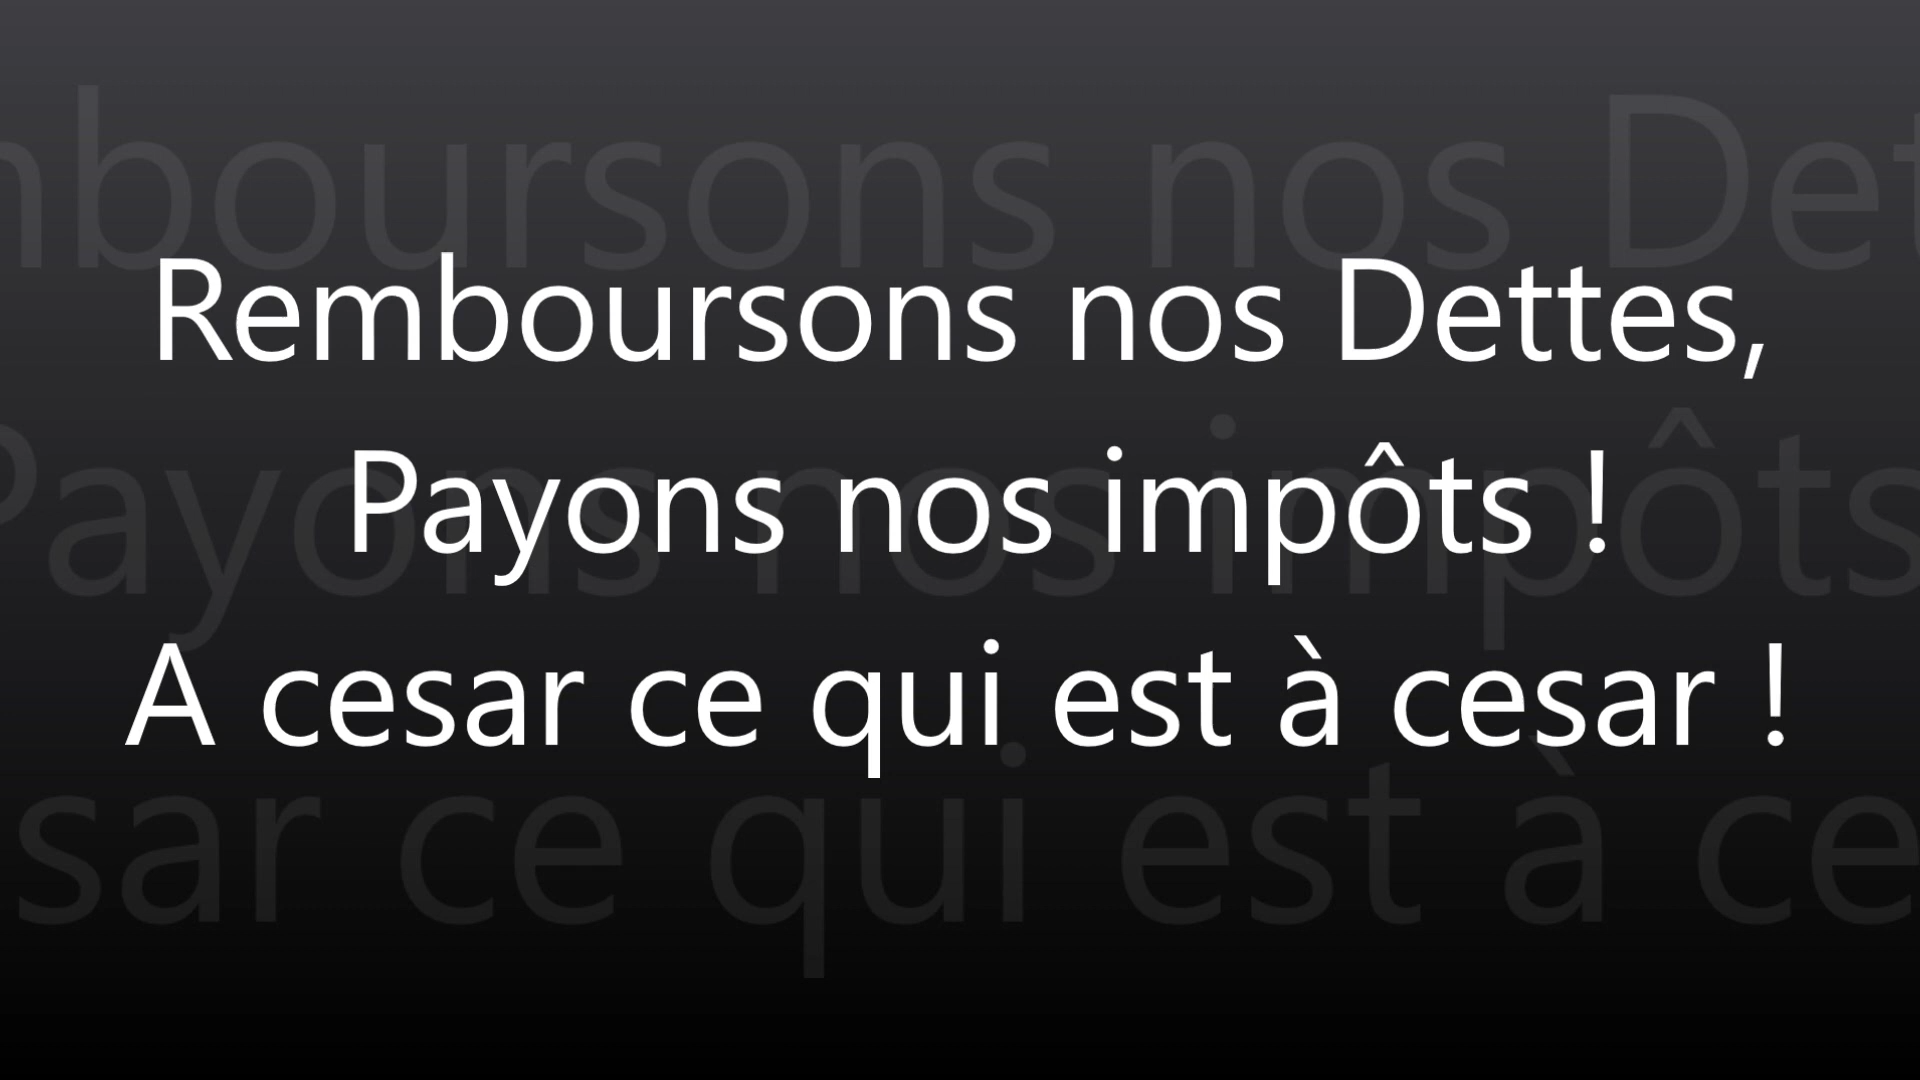 Remboursons nos Dettes,
Payons nos impôts !
A cesar ce qui est à cesar !